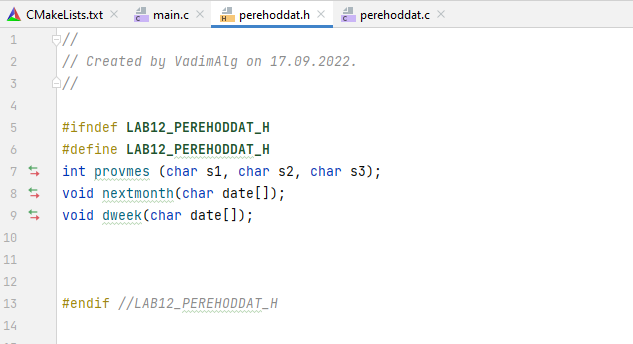 CMakeLists.txt main.c perehoddat.h perehoddat.c
1 //
2 // Created by VadimAlg on 17.09.2022.
3 //
4
5 #ifndef LAB12_PEREHODDAT_H
6 #define LAB12_PEREHODDAT_H
7 int provmes (char s1, char s2, char s3);
8 void nextmonth(char date[]);
9 void dweek(char date[]);
10
11
12
13 #endif //LAB12_PEREHODDAT_H
14